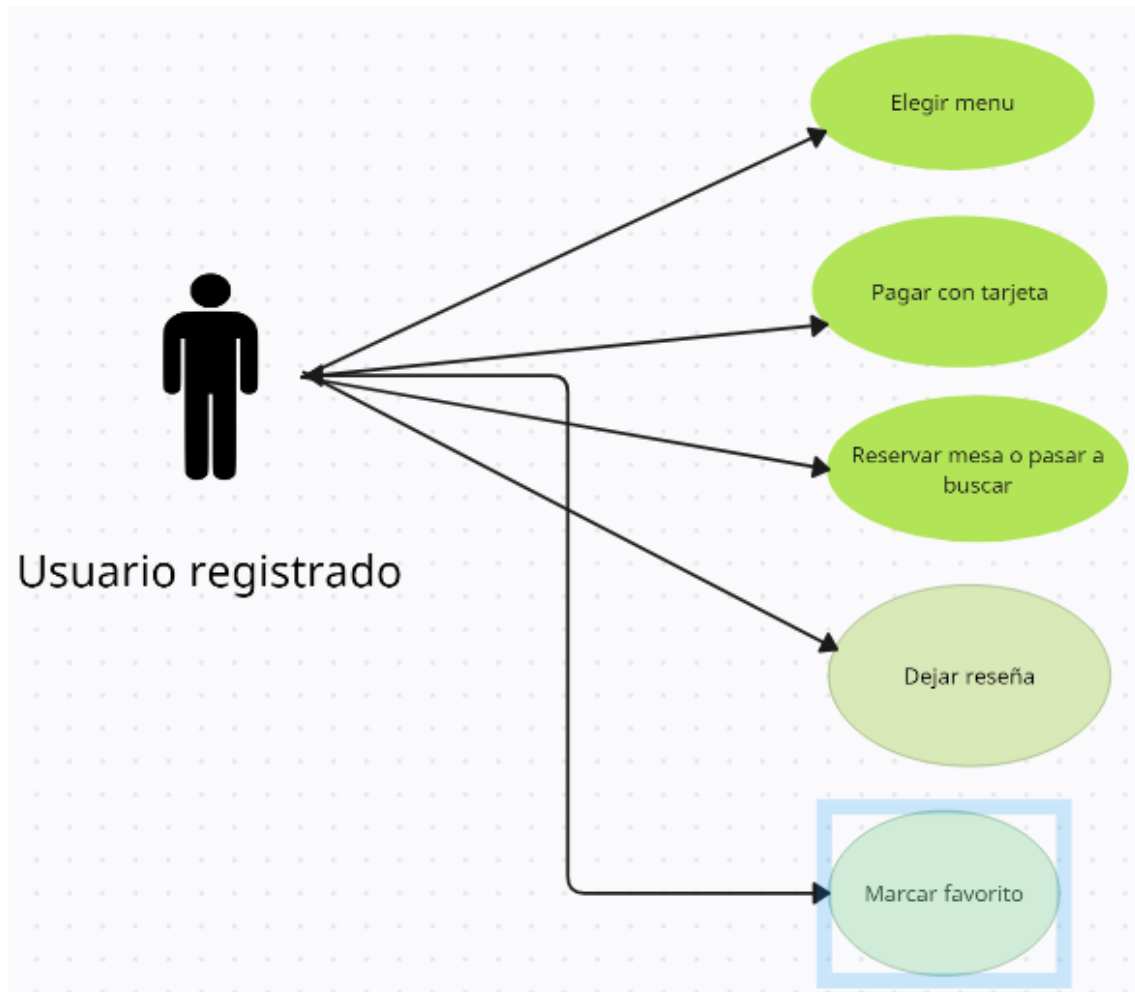 Elegir menu
Pagar con tarjeta
Reservar mesa o pasar a
buscar
Usuario registrado
Dejar reseña
Marcar favorito